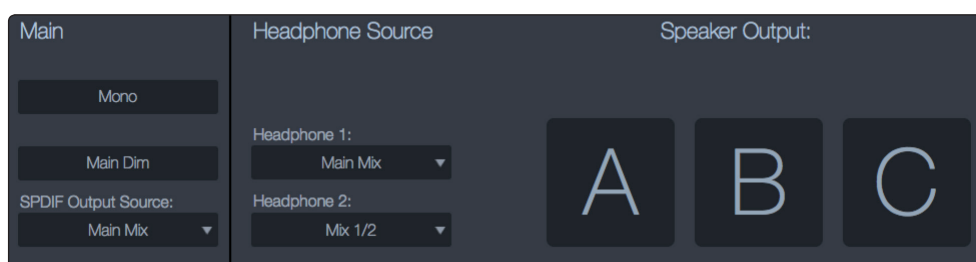 Main
Mono
Main Dim
SPDIF Output Source:
Main Mix
Headphone Source
Headphone 1:
Main Mix
Headphone 2:
Mix 1/2
Speaker Output:
A B C